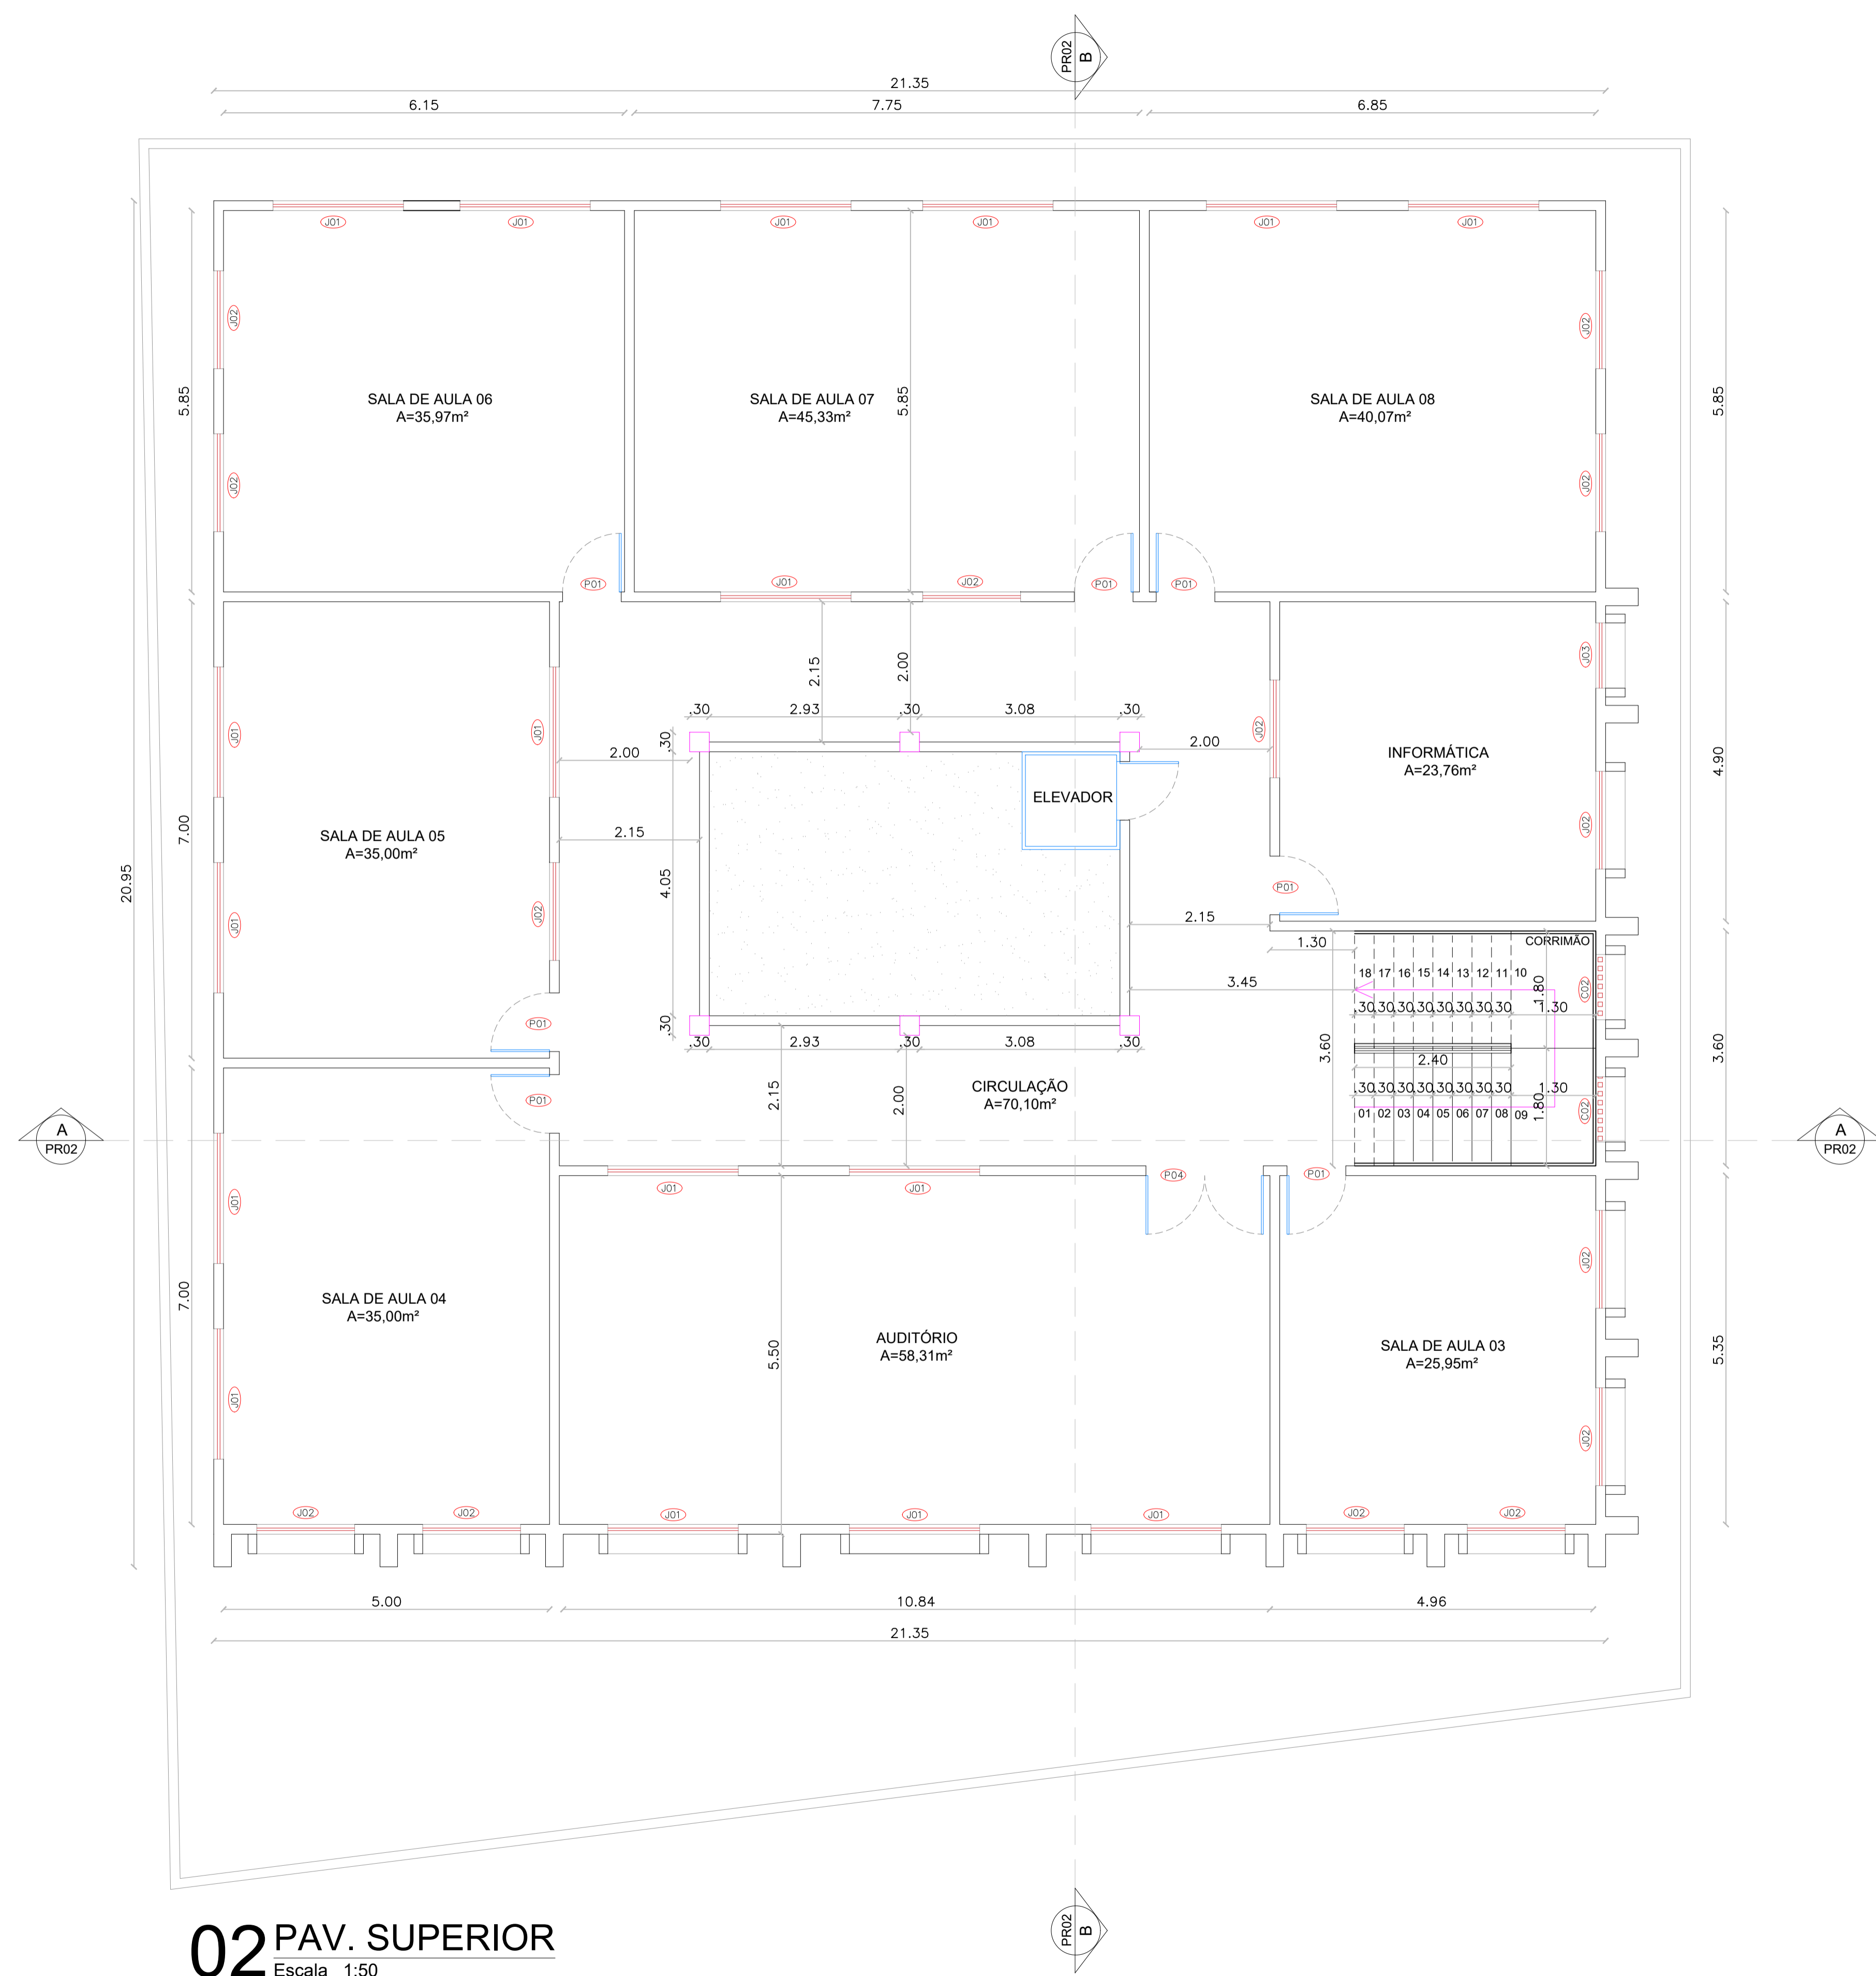 PR02
B
21.35
6.15 7.75 6.85
J01 J01 J01 J01 J01 J01
J02 J02
5.85 5.85 5.85
SALA DE AULA 06 SALA DE AULA 07 SALA DE AULA 08
A=35,97m² A=45,33m² A=40,07m²
J02 J02
P01 J01 J02 P01 P01
2.15 2.00 J03
.30 2.93 .30 3.08 .30
J01 J01 .30 2.00 2.00 J02
INFORMÁTICA
A=23,76m²
4.90
ELEVADOR
J02
7.00
SALA DE AULA 05
A=35,00m²
2.15
20.95
4.05
P01
J01 J02 2.15
1.30 CORRIMÃO
18 17 16 15 14 13 12 11 10
3.45 1.80 C02
.30 .30 .30 .30 .30 .30 .30 .30 1.30
P01 .30
.30 2.93 .30 3.08 .30
3.60 2.40 3.60
CIRCULAÇÃO
A=70,10m²
P01 2.15 2.00
.30 .30 .30 .30 .30 .30 .30 .30 1.30
01 02 03 04 05 06 07 08 09
1.80 C02
A
PR02
A
PR02
J01 J01 J01 P04 P01
J02
7.00
SALA DE AULA 04
A=35,00m²
5.50
AUDITÓRIO
A=58,31m²
SALA DE AULA 03
A=25,95m²
5.35
J01 J02
J02 J02 J01 J01 J01 J02 J02
5.00 10.84 4.96
21.35
PR02
B
02 PAV. SUPERIOR
Escala 1:50